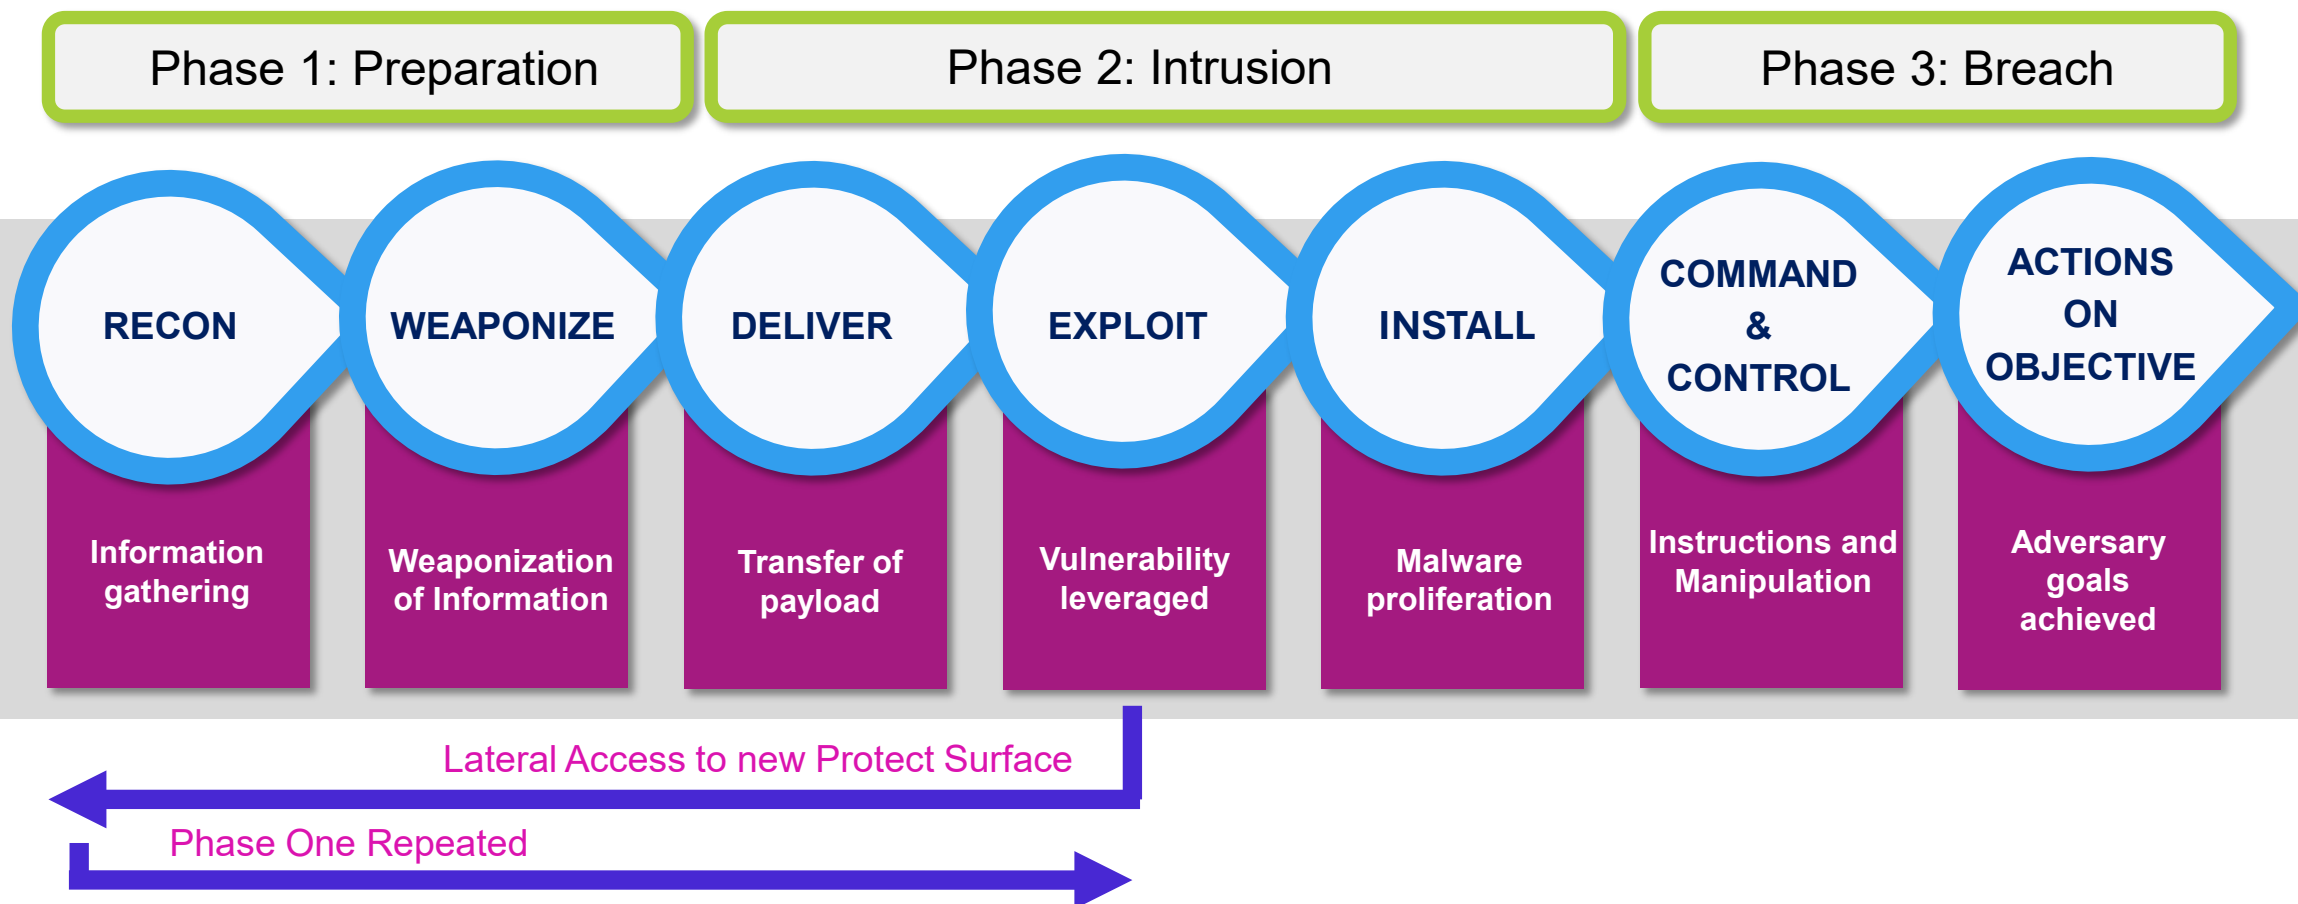 Phase 1: Preparation
Phase 2: Intrusion
Phase 3: Breach
RECON
WEAPONIZE
DELIVER
EXPLOIT
INSTALL
COMMAND
&
CONTROL
ACTIONS
ON
OBJECTIVE
Information
gathering
Weaponization
of Information
Transfer of
payload
Vulnerability
leveraged
Malware
proliferation
Instructions and
Manipulation
Adversary
goals
achieved
Lateral Access to new Protect Surface
Phase One Repeated